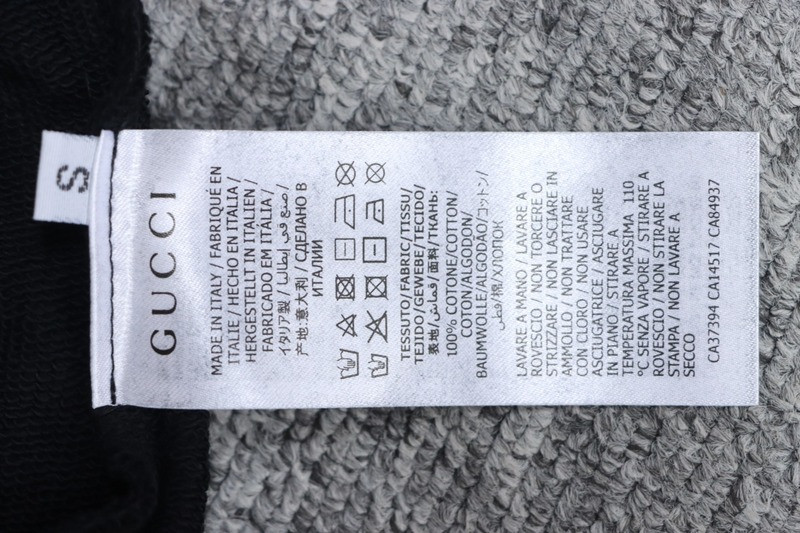 S
GUCCI
MADE IN ITALY / FABRIQUÉ EN
ITALIE / HECHO EN ITALIA /
HERGESTELLT IN ITALIEN /
FABRICADO EM ITÁLIA /
イタリア製 / صنع في إيطاليا /
产地:意大利 / СДЕЛАНО В
ИТАЛИИ
TESSUTO/FABRIC/TISSU/
TEJIDO/GEWEBE/TECIDO/
表地/قماش/面料/ТКАНЬ:
100% COTONE/COTTON/
COTON/ALGODON/
BAUMWOLLE/ALGODÃO/コットン/
قطن/棉/ХЛОПОК
LAVARE A MANO / LAVARE A
ROVESCIO / NON TORCERE O
STRIZZARE / NON LASCIARE IN
AMMOLLO / NON TRATTARE
CON CLORO / NON USARE
ASCIUGATRICE / ASCIUGARE
IN PIANO / STIRARE A
TEMPERATURA MASSIMA 110
°C SENZA VAPORE / STIRARE A
ROVESCIO / NON STIRARE LA
STAMPA / NON LAVARE A
SECCO
CA37394 CA14517 CA84937